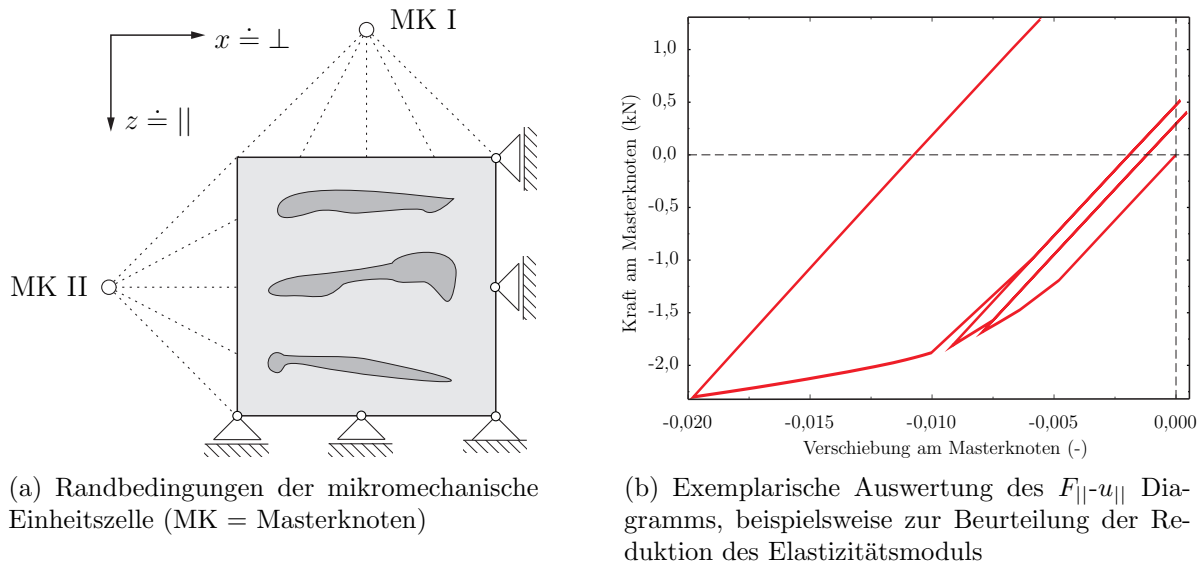 MK I
x ≐ ⊥
z ≐ ||
MK II
(a) Randbedingungen der mikromechanische
Einheitszelle (MK = Masterknoten)
Kraft am Masterknoten (kN)
1,0
0,5
0,0
-0,5
-1,0
-1,5
-2,0
-0,020 -0,015 -0,010 -0,005 0,000
Verschiebung am Masterknoten (-)
(b) Exemplarische Auswertung des F||-u|| Dia-
gramms, beispielsweise zur Beurteilung der Re-
duktion des Elastizitätsmoduls